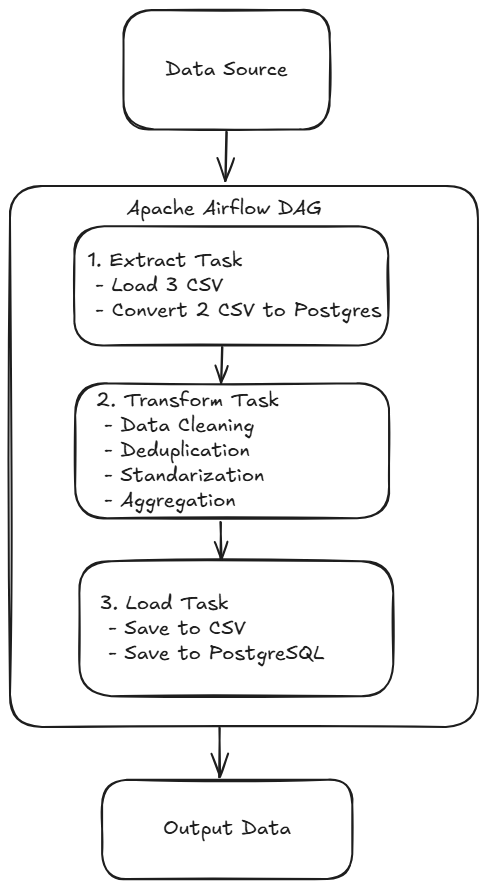 Data Source
Apache Airflow DAG
1. Extract Task
- Load 3 CSV
- Convert 2 CSV to Postgres
2. Transform Task
- Data Cleaning
- Deduplication
- Standarization
- Aggregation
3. Load Task
- Save to CSV
- Save to PostgreSQL
Output Data